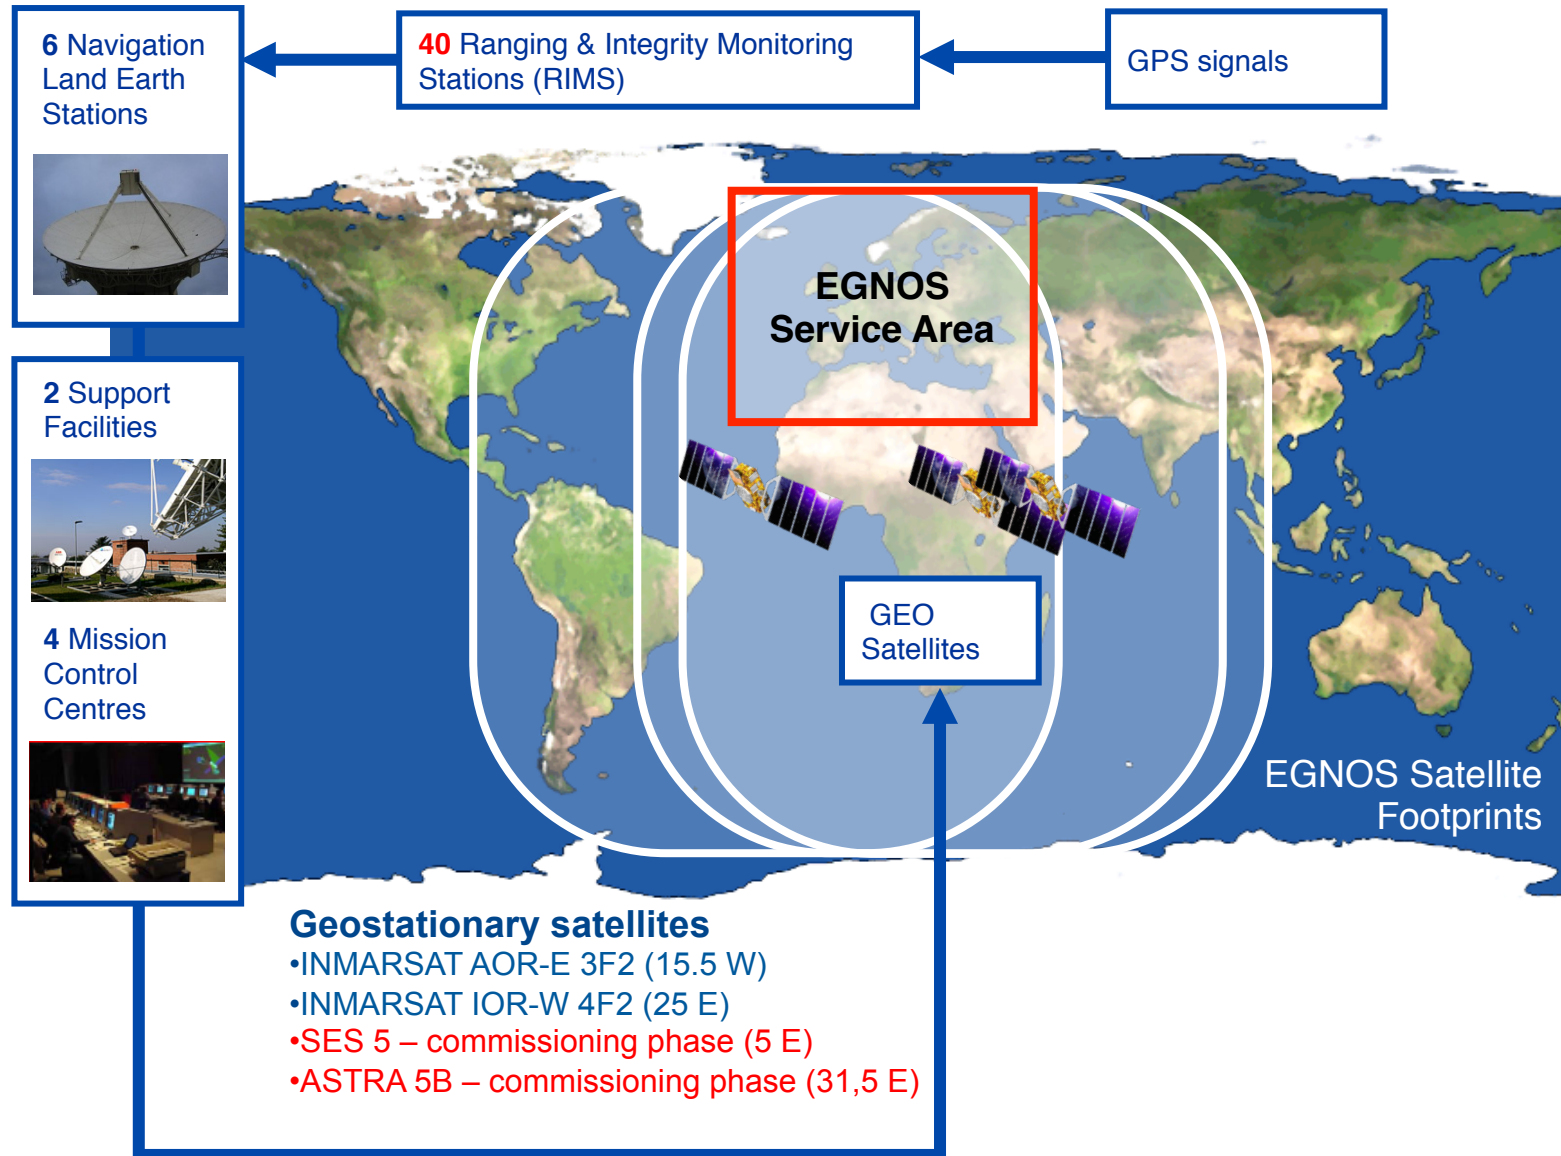 6 Navigation
Land Earth
Stations
40 Ranging & Integrity Monitoring
Stations (RIMS)
GPS signals
EGNOS
Service Area
2 Support
Facilities
4 Mission
Control
Centres
GEO
Satellites
EGNOS Satellite
Footprints
Geostationary satellites
•INMARSAT AOR-E 3F2 (15.5 W)
•INMARSAT IOR-W 4F2 (25 E)
•SES 5 – commissioning phase (5 E)
•ASTRA 5B – commissioning phase (31,5 E)